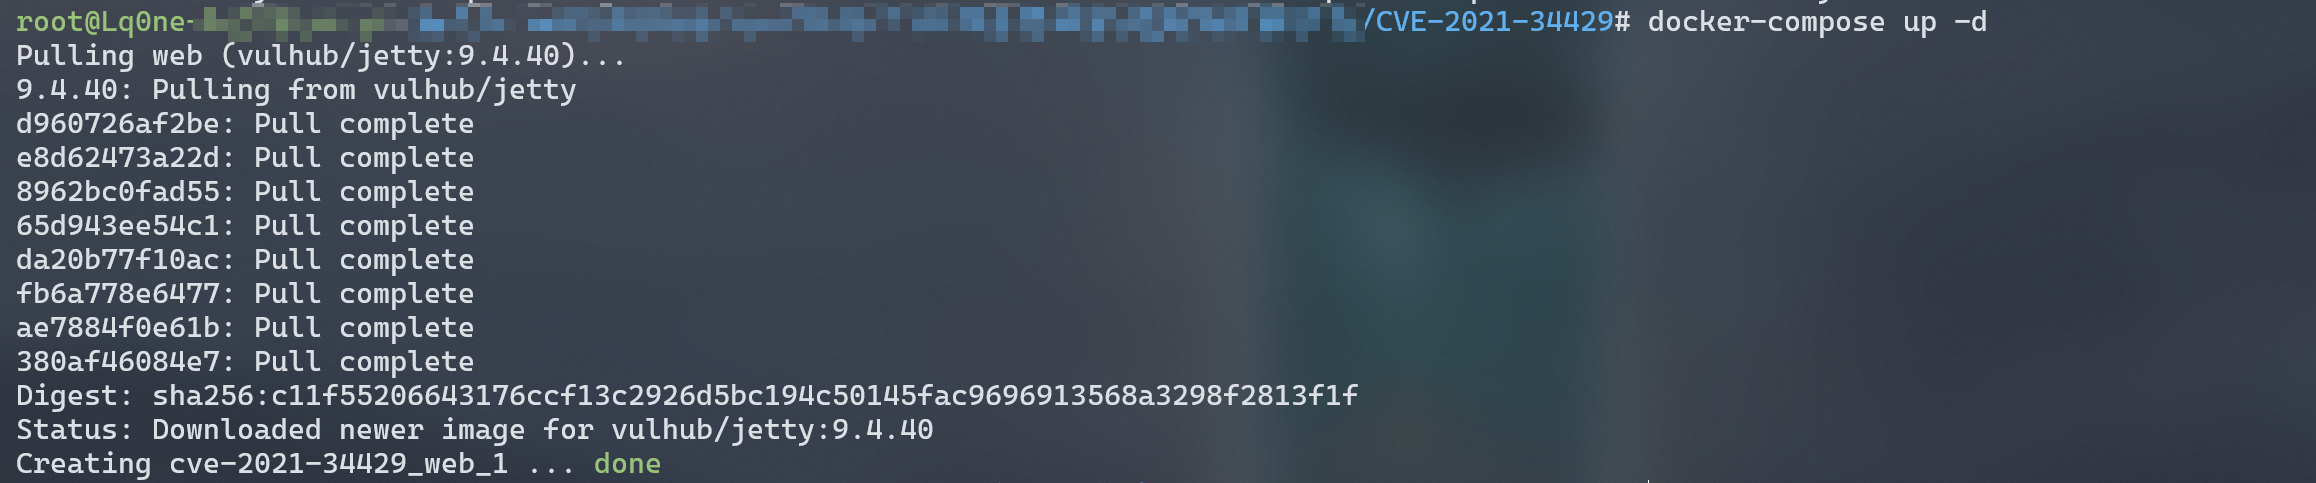 root@Lq0ne- /CVE-2021-34429# docker-compose up -d
Pulling web (vulhub/jetty:9.4.40)...
9.4.40: Pulling from vulhub/jetty
d960726af2be: Pull complete
e8d62473a22d: Pull complete
8962bc0fad55: Pull complete
65d943ee54c1: Pull complete
da20b77f10ac: Pull complete
fb6a778e6477: Pull complete
ae7884f0e61b: Pull complete
380af46084e7: Pull complete
Digest: sha256:c11f55206643176ccf13c2926d5bc194c50145fac9696913568a3298f2813f1f
Status: Downloaded newer image for vulhub/jetty:9.4.40
Creating cve-2021-34429_web_1 ... done